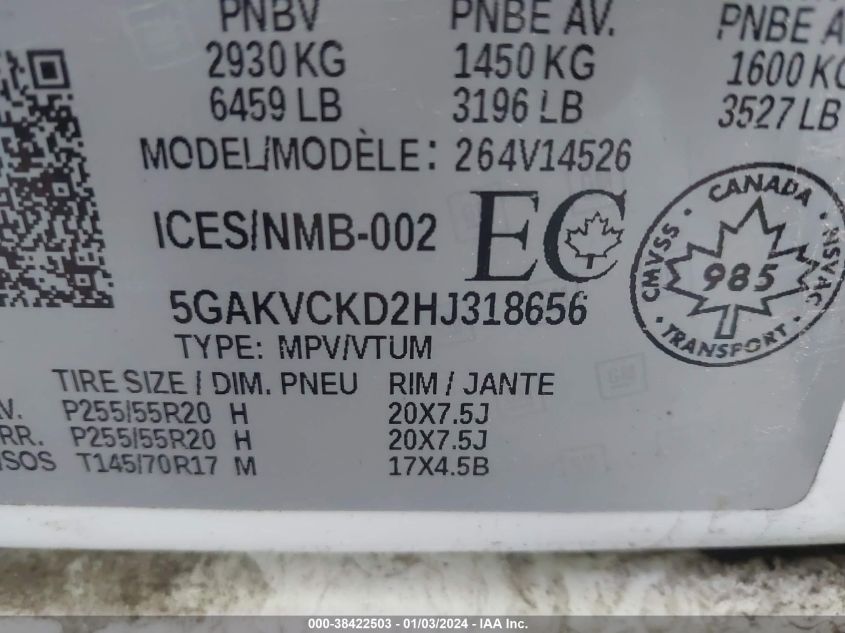 PNBV PNBE AV. PNBE A
2930 KG 1450 KG 1600 KG
6459 LB 3196 LB 3527 LB
MODEL/MODÈLE: 264V14526
ICES/NMB-002 EC
CANADA
CMVSS 985 NSVAC
TRANSPORT
5GAKVCKD2HJ318656
TYPE: MPV/VTUM
TIRE SIZE / DIM. PNEU RIM / JANTE
V. P255/55R20 H 20X7.5J
RR. P255/55R20 H 20X7.5J
/SOS T145/70R17 M 17X4.5B
GM
000-38422503 - 01/03/2024 - IAA Inc.